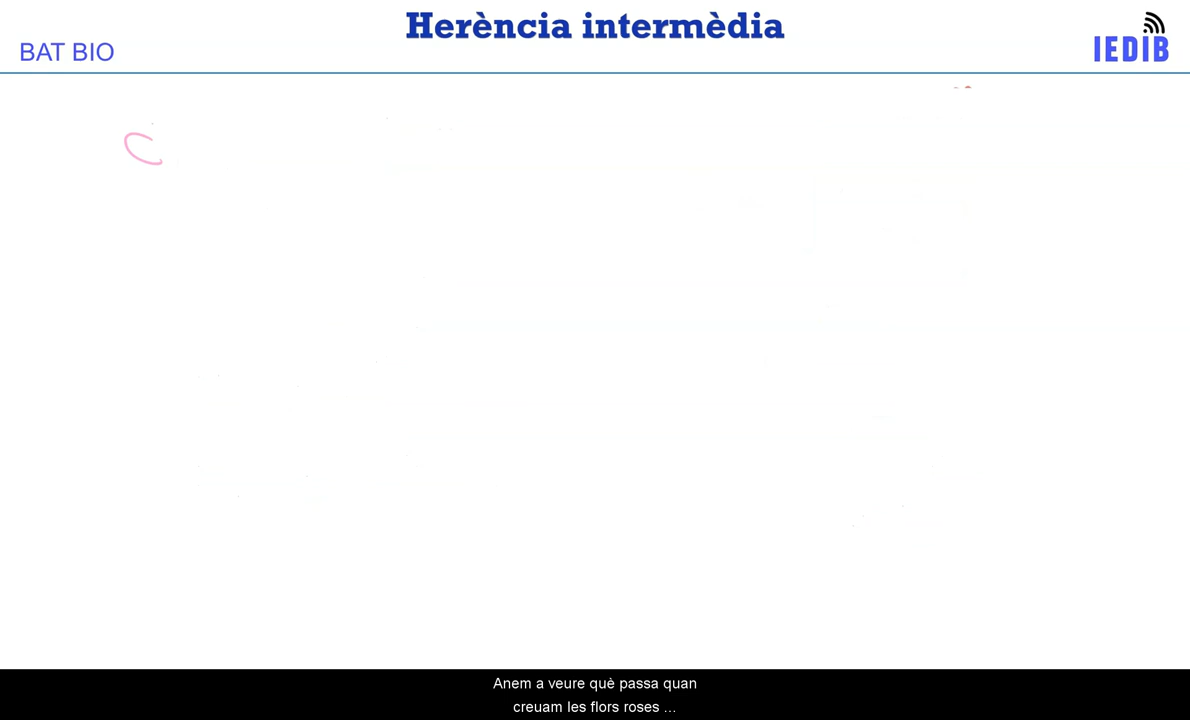 Herència intermèdia
BAT BIO
IEDIB
Anem a veure què passa quan
creuam les flors roses ...